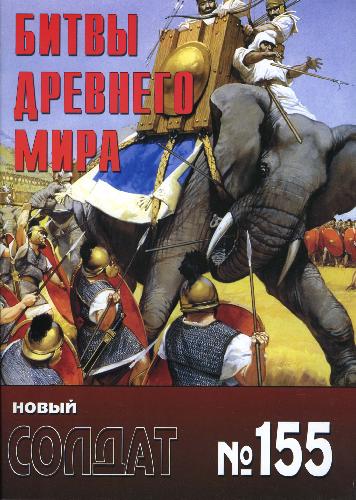 БИТВЫ
ДРЕВНЕГО
МИРА
НОВЫЙ
СОЛДАТ
№155